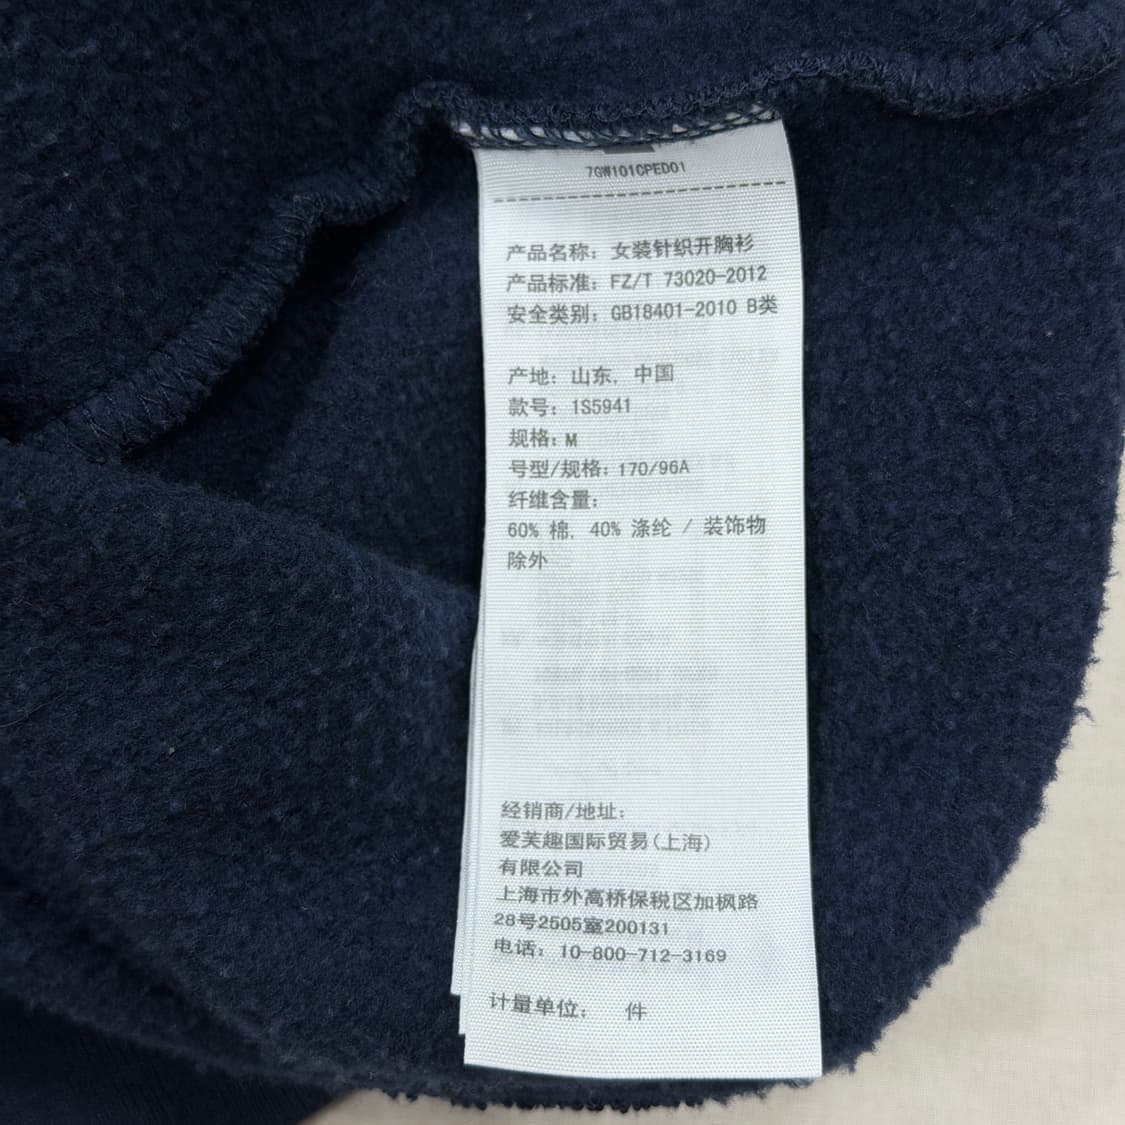 7GW101CPED01
产品名称：女装针织开胸衫
产品标准：FZ/T 73020-2012
安全类别：GB18401-2010 B类
产地：山东，中国
款号：1S5941
规格：M
号型/规格：170/96A
纤维含量：
60% 棉，40% 涤纶 / 装饰物
除外
经销商/地址：
爱芙趣国际贸易(上海)
有限公司
上海市外高桥保税区加枫路
28号2505室200131
电话：10-800-712-3169
计量单位： 件